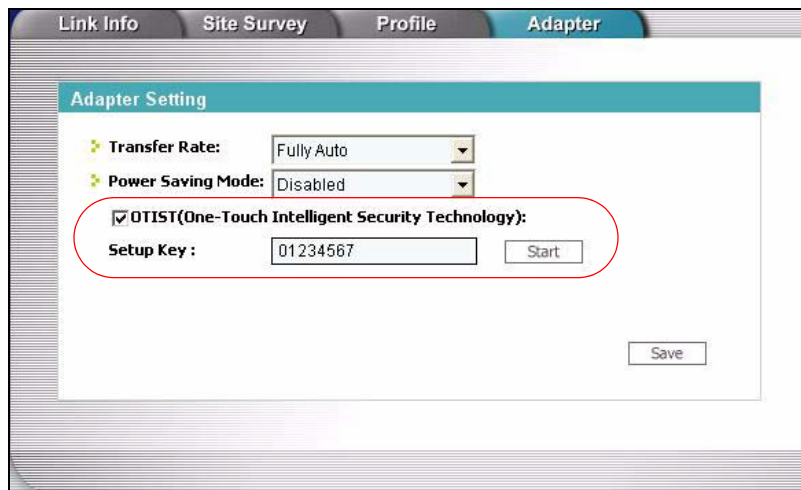 Link Info Site Survey Profile Adapter
Adapter Setting
Transfer Rate: Fully Auto
Power Saving Mode: Disabled
OTIST(One-Touch Intelligent Security Technology):
Setup Key : 01234567 Start
Save